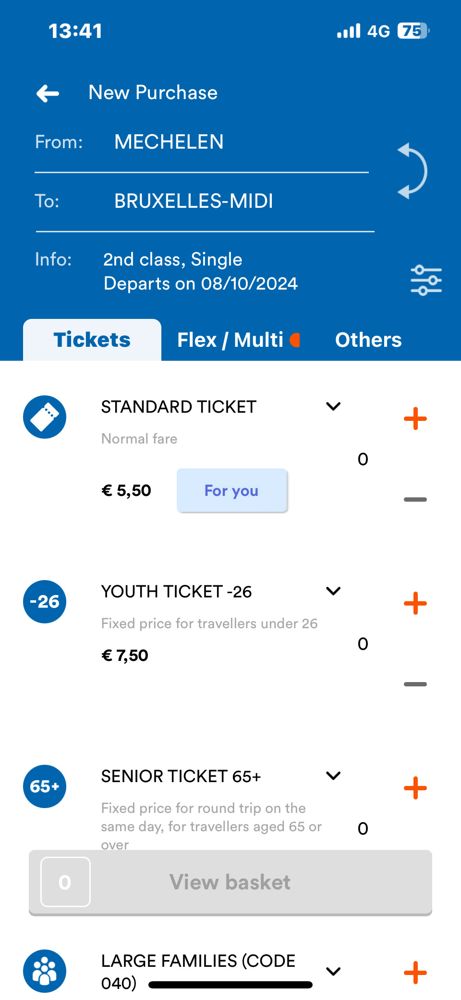 13:41
4G 75
New Purchase
From: MECHELEN
To: BRUXELLES-MIDI
Info: 2nd class, Single
Departs on 08/10/2024
Tickets Flex / Multi Others
STANDARD TICKET
Normal fare
0
€ 5,50 For you
-26 YOUTH TICKET -26
Fixed price for travellers under 26
0
€ 7,50
65+ SENIOR TICKET 65+
Fixed price for round trip on the
same day, for travellers aged 65 or
0
over
0 View basket
LARGE FAMILIES (CODE
040)